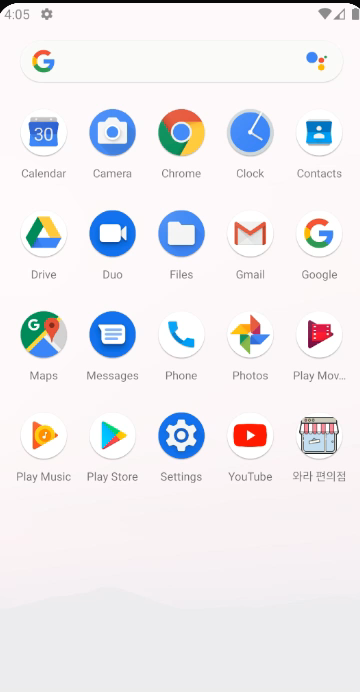 4:05
G
30
Calendar Camera Chrome Clock Contacts
Drive Duo Files Gmail Google
G
Maps Messages Phone Photos Play Mov...
Play Music Play Store Settings YouTube 와라 편의점